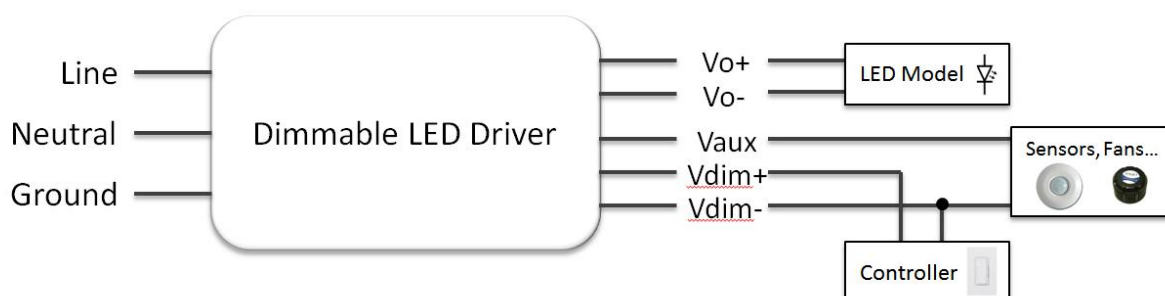 Line
Neutral
Ground
Dimmable LED Driver
Vo+
Vo-
Vaux
Vdim+
Vdim-
LED Model
Sensors, Fans...
Controller